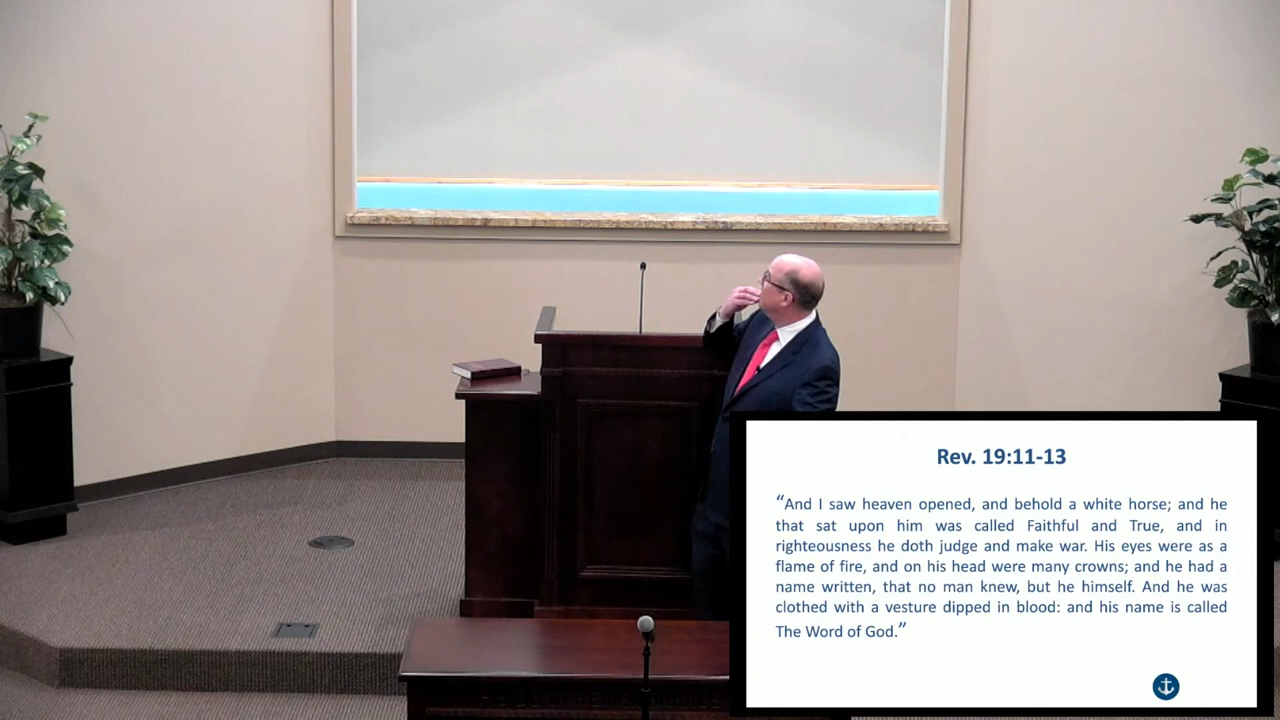 Rev. 19:11-13
“And I saw heaven opened, and behold a white horse; and he
that sat upon him was called Faithful and True, and in
righteousness he doth judge and make war. His eyes were as a
flame of fire, and on his head were many crowns; and he had a
name written, that no man knew, but he himself. And he was
clothed with a vesture dipped in blood: and his name is called
The Word of God.”